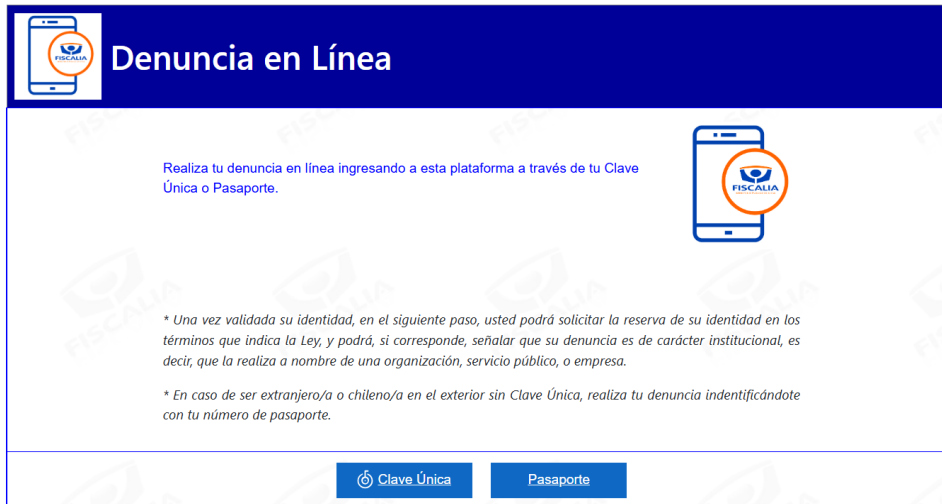 FISCALIA
Denuncia en Línea
Realiza tu denuncia en línea ingresando a esta plataforma a través de tu Clave
Única o Pasaporte.
FISCALIA
* Una vez validada su identidad, en el siguiente paso, usted podrá solicitar la reserva de su identidad en los
términos que indica la Ley, y podrá, si corresponde, señalar que su denuncia es de carácter institucional, es
decir, que la realiza a nombre de una organización, servicio público, o empresa.
* En caso de ser extranjero/a o chileno/a en el exterior sin Clave Única, realiza tu denuncia indentificándote
con tu número de pasaporte.
Clave Única
Pasaporte